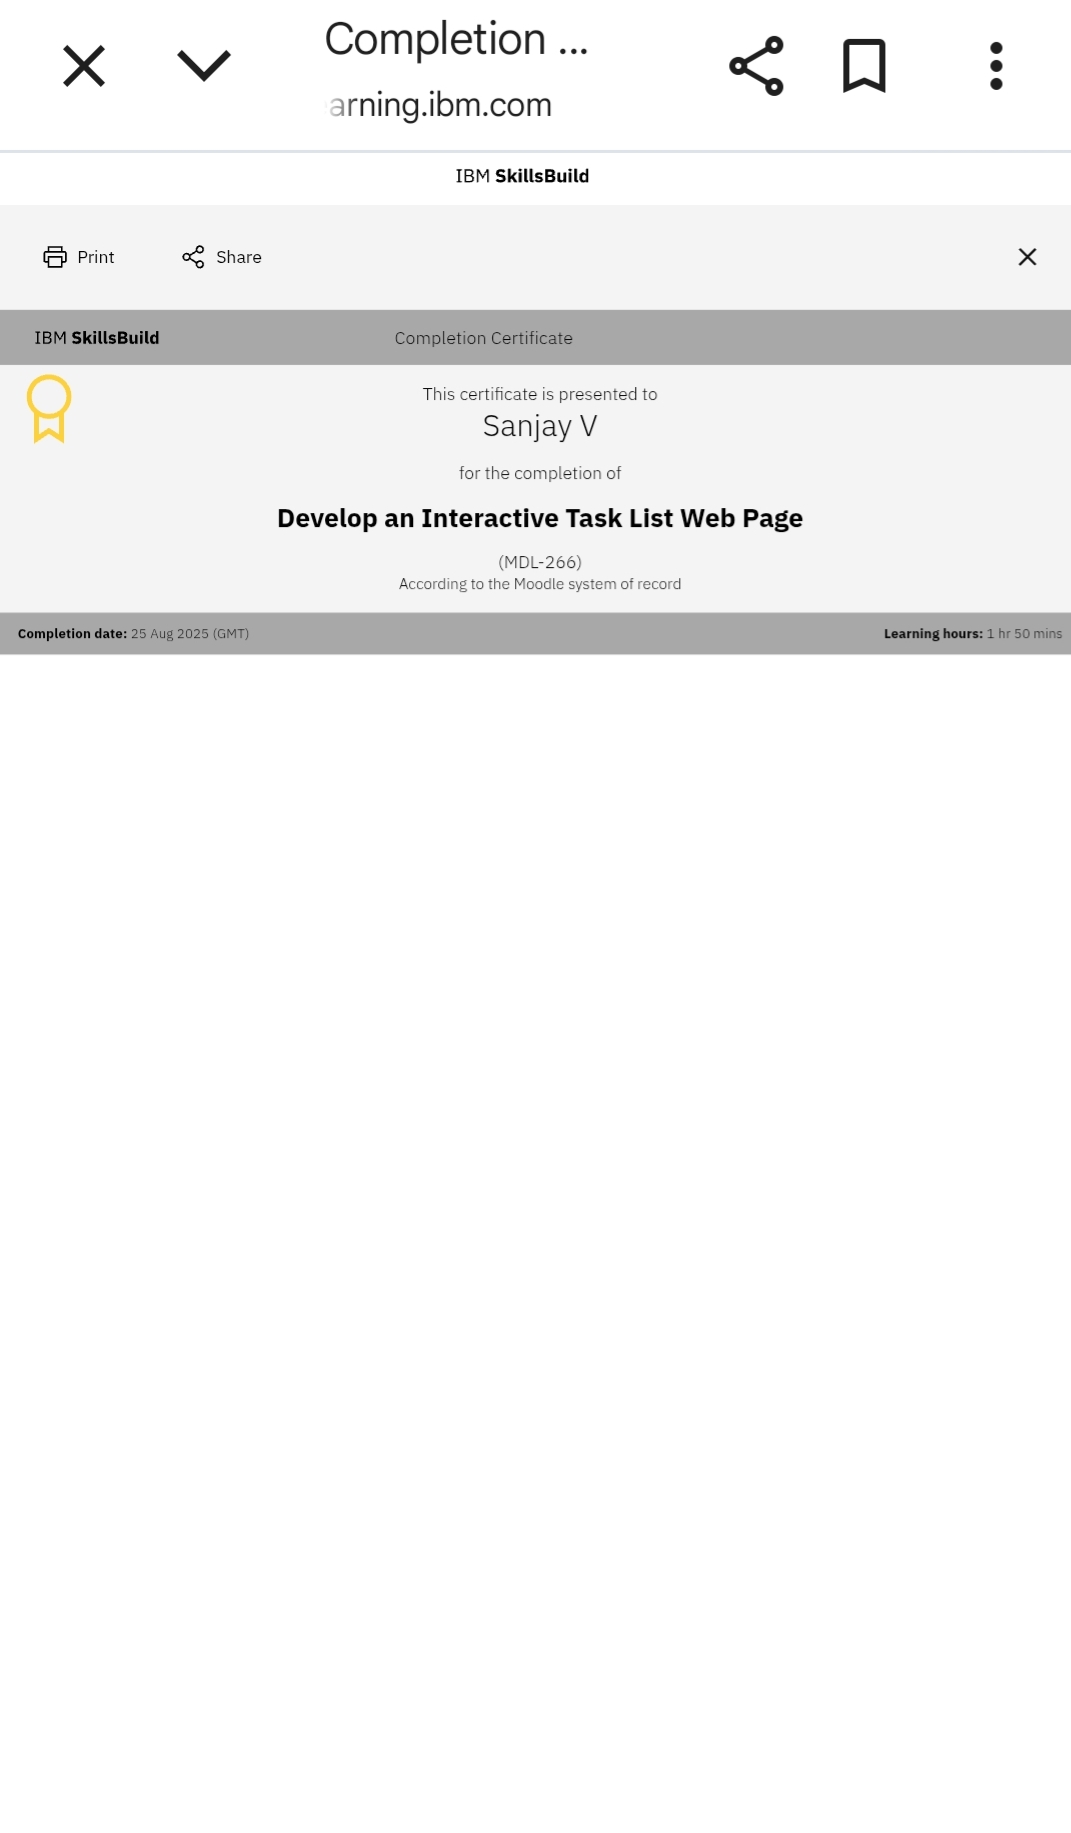 Completion ...
arning.ibm.com
IBM SkillsBuild
Print Share
IBM SkillsBuild Completion Certificate
This certificate is presented to
Sanjay V
for the completion of
Develop an Interactive Task List Web Page
(MDL-266)
According to the Moodle system of record
Completion date: 25 Aug 2025 (GMT) Learning hours: 1 hr 50 mins